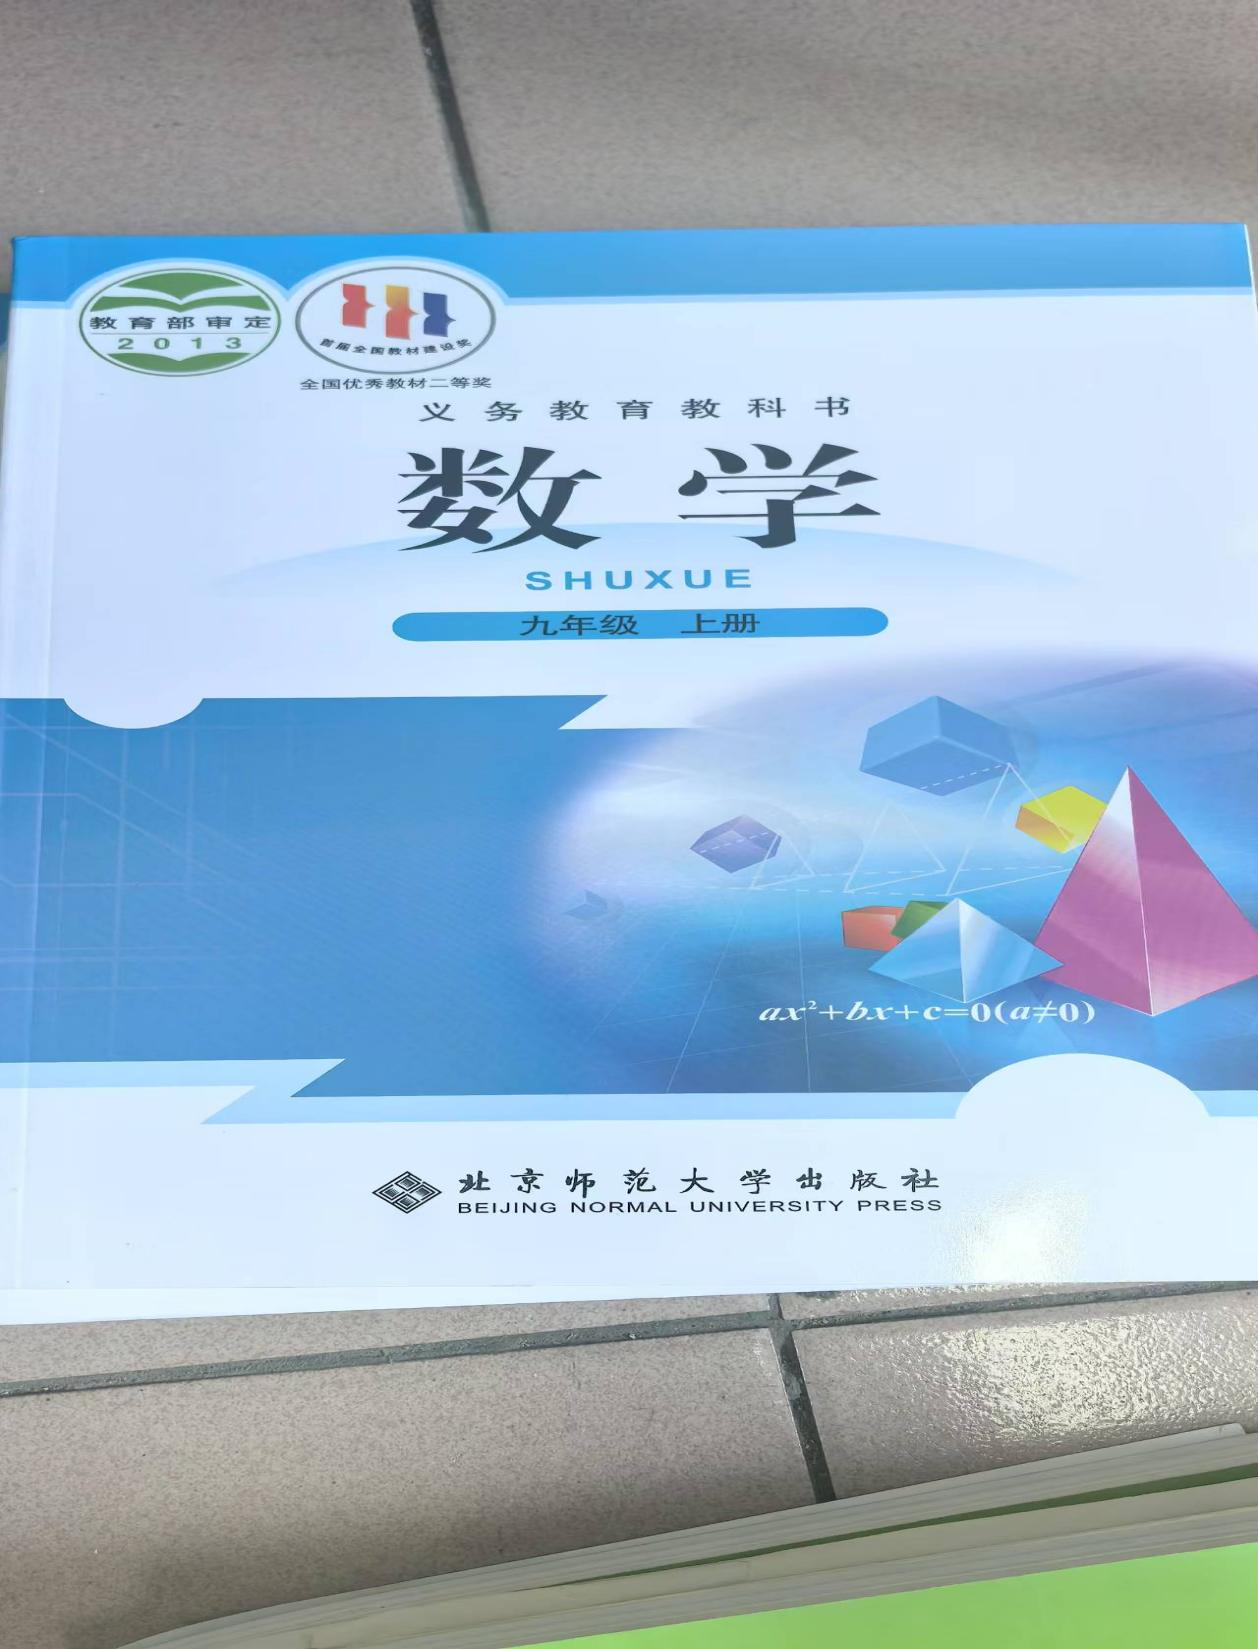 教育部审定
2013
首届全国教材建设奖
全国优秀教材二等奖
义务教育教科书
数学
SHUXUE
九年级 上册
ax²+bx+c=0(a≠0)
北京师范大学出版社
BEIJING NORMAL UNIVERSITY PRESS